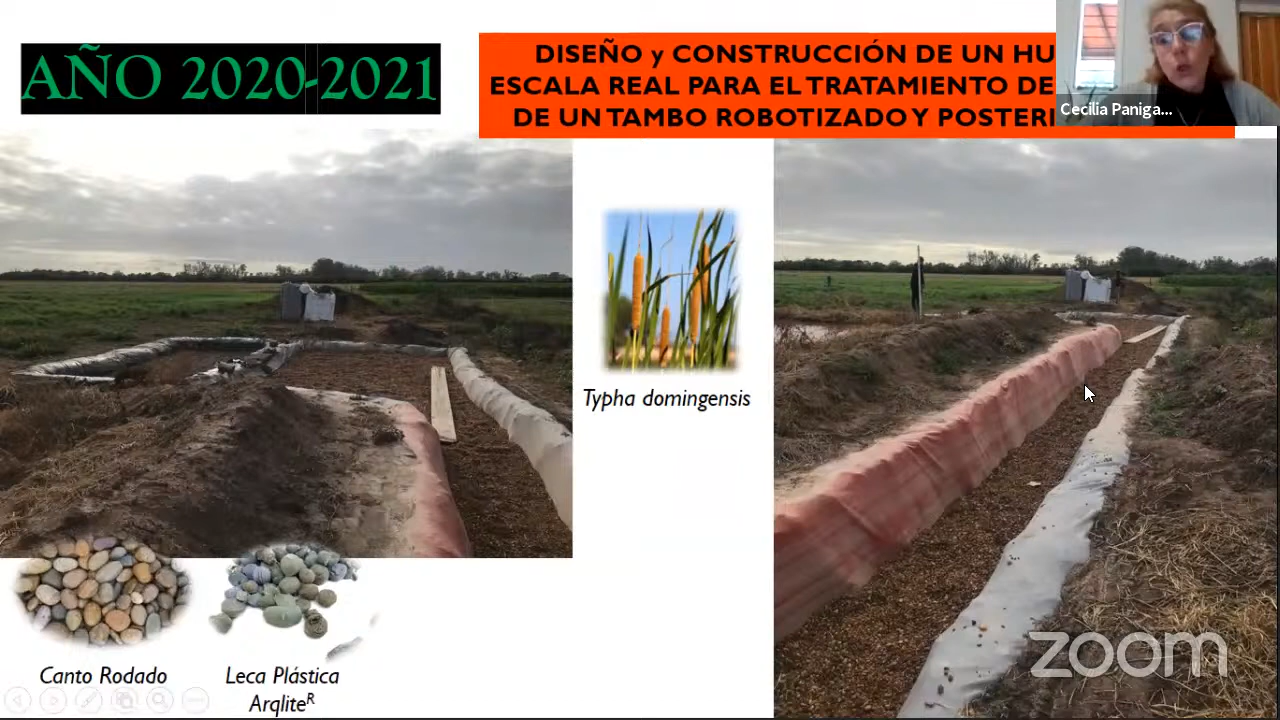 AÑO 2020-2021
DISEÑO y CONSTRUCCIÓN DE UN HU
ESCALA REAL PARA EL TRATAMIENTO DE
DE UN TAMBO ROBOTIZADO Y POSTERI
Cecilia Paniga...
Typha domingensis
Canto Rodado
Leca Plástica
Arqlite®
zoom